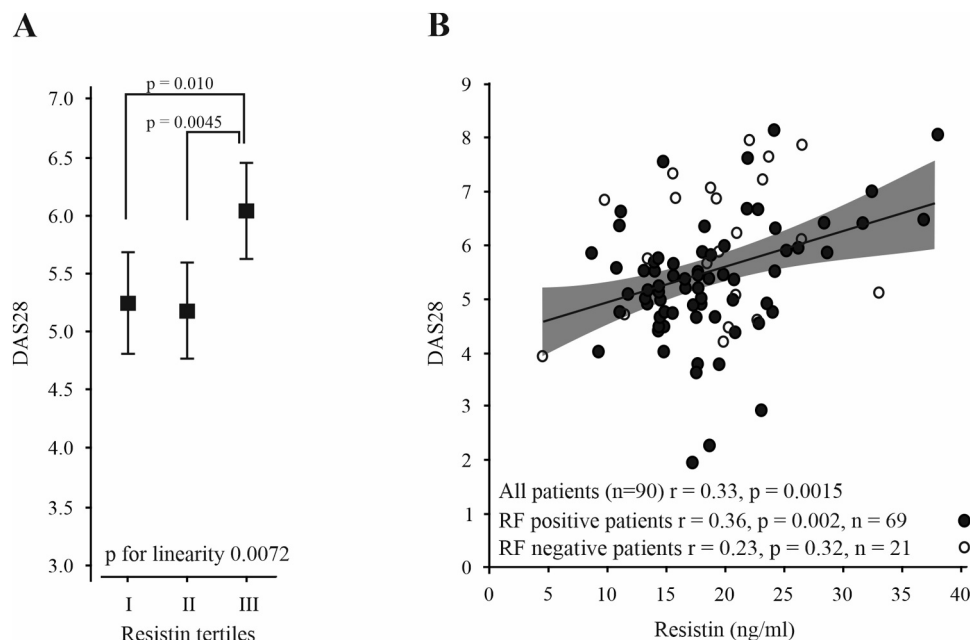 A
p = 0.010
p = 0.0045
7.0
6.5
6.0
5.5
5.0
4.5
4.0
3.5
3.0
DAS28
p for linearity 0.0072
I II III
Resistin tertiles
B
9
8
7
6
5
4
3
2
1
0
DAS28
All patients (n=90) r = 0.33, p = 0.0015
RF positive patients r = 0.36, p = 0.002, n = 69
RF negative patients r = 0.23, p = 0.32, n = 21
0 5 10 15 20 25 30 35 40
Resistin (ng/ml)